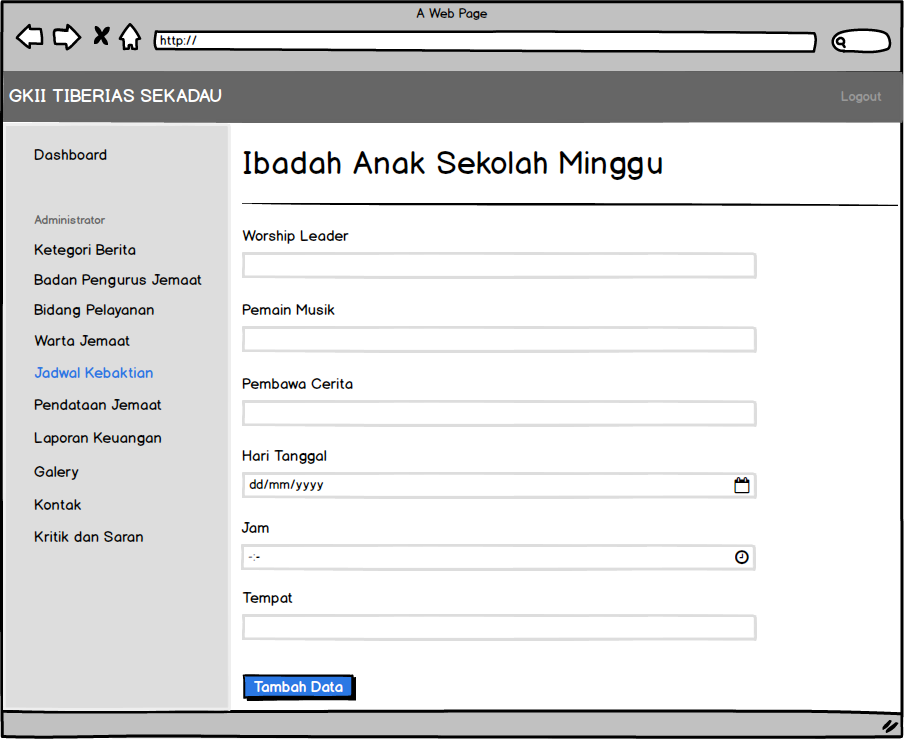 A Web Page
http://
GKII TIBERIAS SEKADAU
Logout
Dashboard
Administrator
Ketegori Berita
Badan Pengurus Jemaat
Bidang Pelayanan
Warta Jemaat
Jadwal Kebaktian
Pendataan Jemaat
Laporan Keuangan
Galery
Kontak
Kritik dan Saran
Ibadah Anak Sekolah Minggu
Worship Leader
Pemain Musik
Pembawa Cerita
Hari Tanggal
dd/mm/yyyy
Jam
-:-
Tempat
Tambah Data